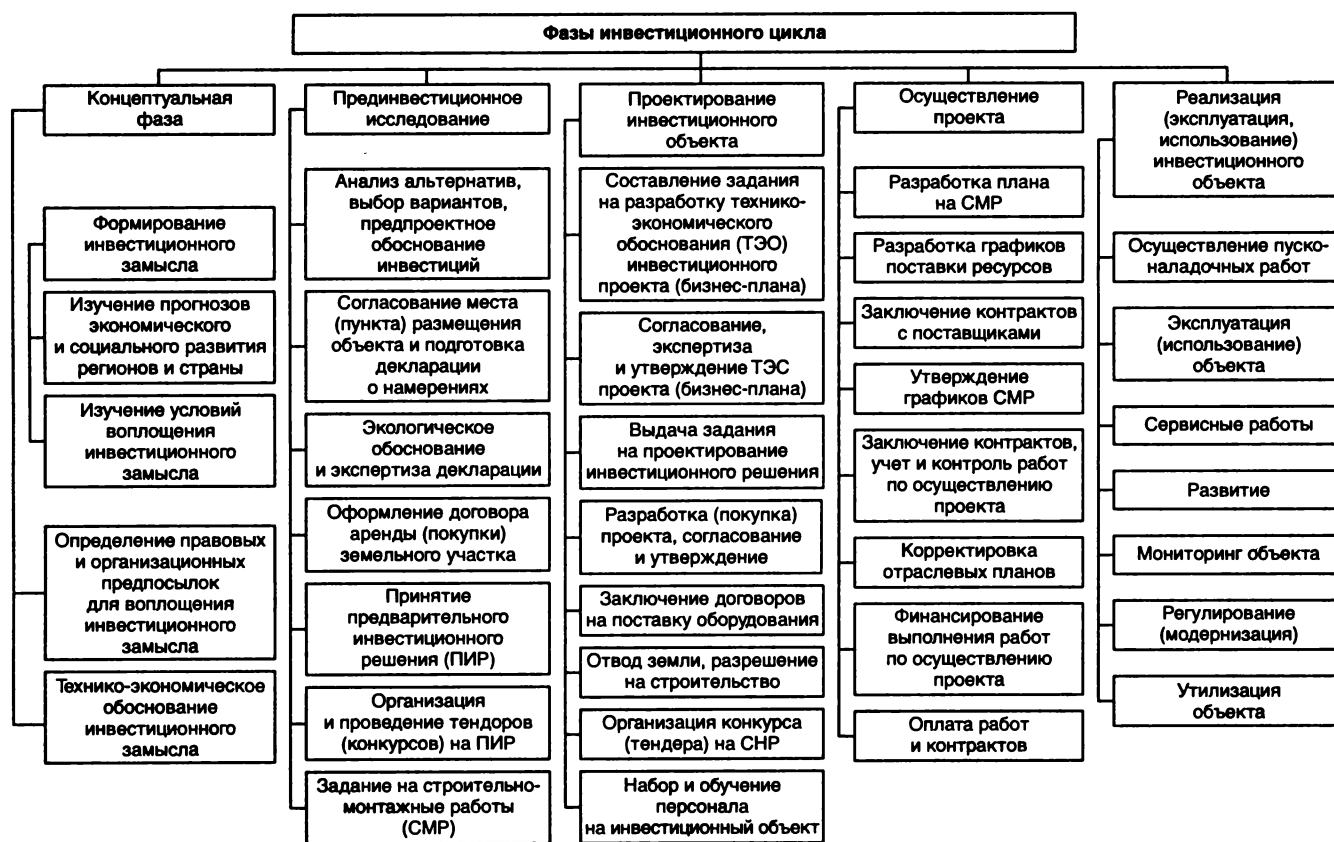 Фазы инвестиционного цикла
Концептуальная
фаза
Формирование
инвестиционного
замысла
Изучение прогнозов
экономического
и социального развития
регионов и страны
Изучение условий
воплощения
инвестиционного
замысла
Определение правовых
и организационных
предпосылок
для воплощения
инвестиционного
замысла
Технико-экономическое
обоснование
инвестиционного
замысла
Прединвестиционное
исследование
Анализ альтернатив,
выбор вариантов,
предпроектное
обоснование
инвестиций
Согласование места
(пункта) размещения
объекта и подготовка
декларации
о намерениях
Экологическое
обоснование
и экспертиза декларации
Оформление договора
аренды (покупки)
земельного участка
Принятие
предварительного
инвестиционного
решения (ПИР)
Организация
и проведение тендоров
(конкурсов) на ПИР
Задание на строительно-
монтажные работы
(СМР)
Проектирование
инвестиционного
объекта
Составление задания
на разработку технико-
экономического
обоснования (ТЭО)
инвестиционного
проекта (бизнес-плана)
Согласование,
экспертиза
и утверждение ТЭС
проекта (бизнес-плана)
Выдача задания
на проектирование
инвестиционного решения
Разработка (покупка)
проекта, согласование
и утверждение
Заключение договоров
на поставку оборудования
Отвод земли, разрешение
на строительство
Организация конкурса
(тендера) на СНР
Набор и обучение
персонала
на инвестиционный объект
Осуществление
проекта
Разработка плана
на СМР
Разработка графиков
поставки ресурсов
Заключение контрактов
с поставщиками
Утверждение
графиков СМР
Заключение контрактов,
учет и контроль работ
по осуществлению
проекта
Корректировка
отраслевых планов
Финансирование
выполнения работ
по осуществлению
проекта
Оплата работ
и контрактов
Реализация
(эксплуатация,
использование)
инвестиционного
объекта
Осуществление пуско-
наладочных работ
Эксплуатация
(использование)
объекта
Сервисные работы
Развитие
Мониторинг объекта
Регулирование
(модернизация)
Утилизация
объекта